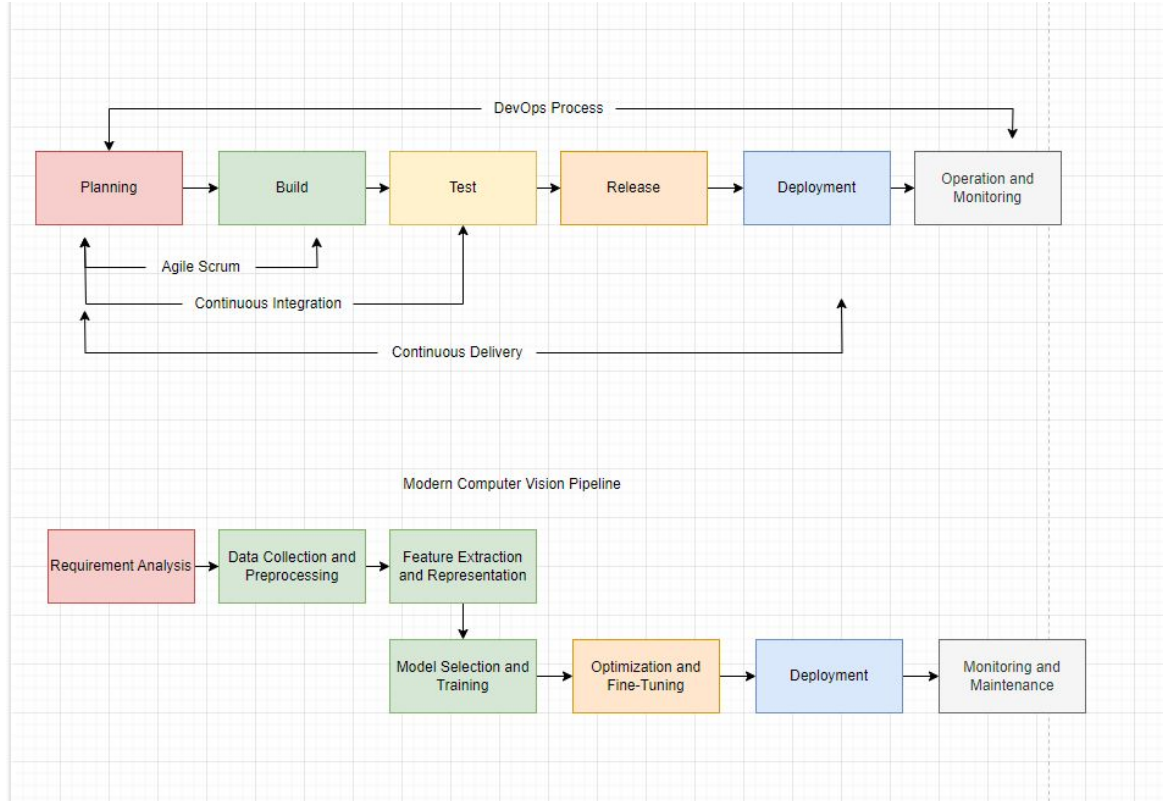 DevOps Process
Planning
Build
Test
Release
Deployment
Operation and
Monitoring
Agile Scrum
Continuous Integration
Continuous Delivery
Modern Computer Vision Pipeline
Requirement Analysis
Data Collection and
Preprocessing
Feature Extraction
and Representation
Model Selection and
Training
Optimization and
Fine-Tuning
Deployment
Monitoring and
Maintenance